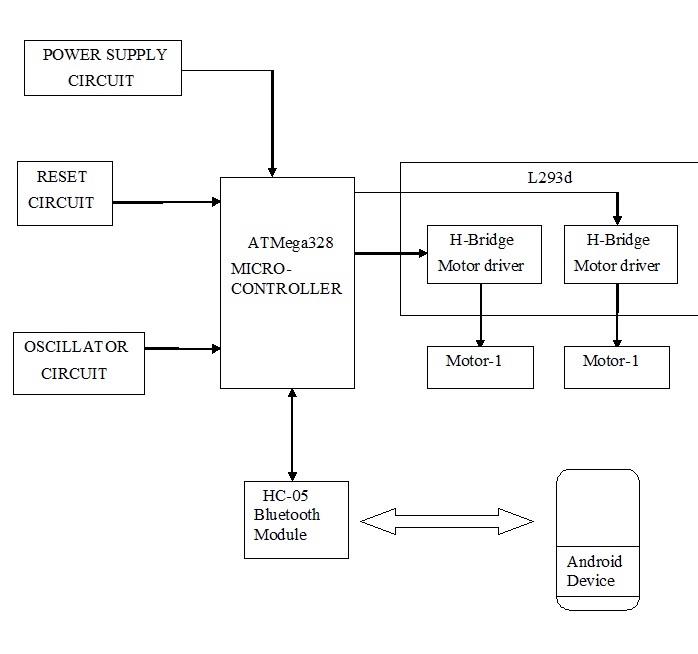 POWER SUPPLY
CIRCUIT
RESET
CIRCUIT
L293d
ATMega328
MICRO-
CONTROLLER
H-Bridge
Motor driver
H-Bridge
Motor driver
OSCILLATOR
CIRCUIT
Motor-1
Motor-1
HC-05
Bluetooth
Module
Android
Device